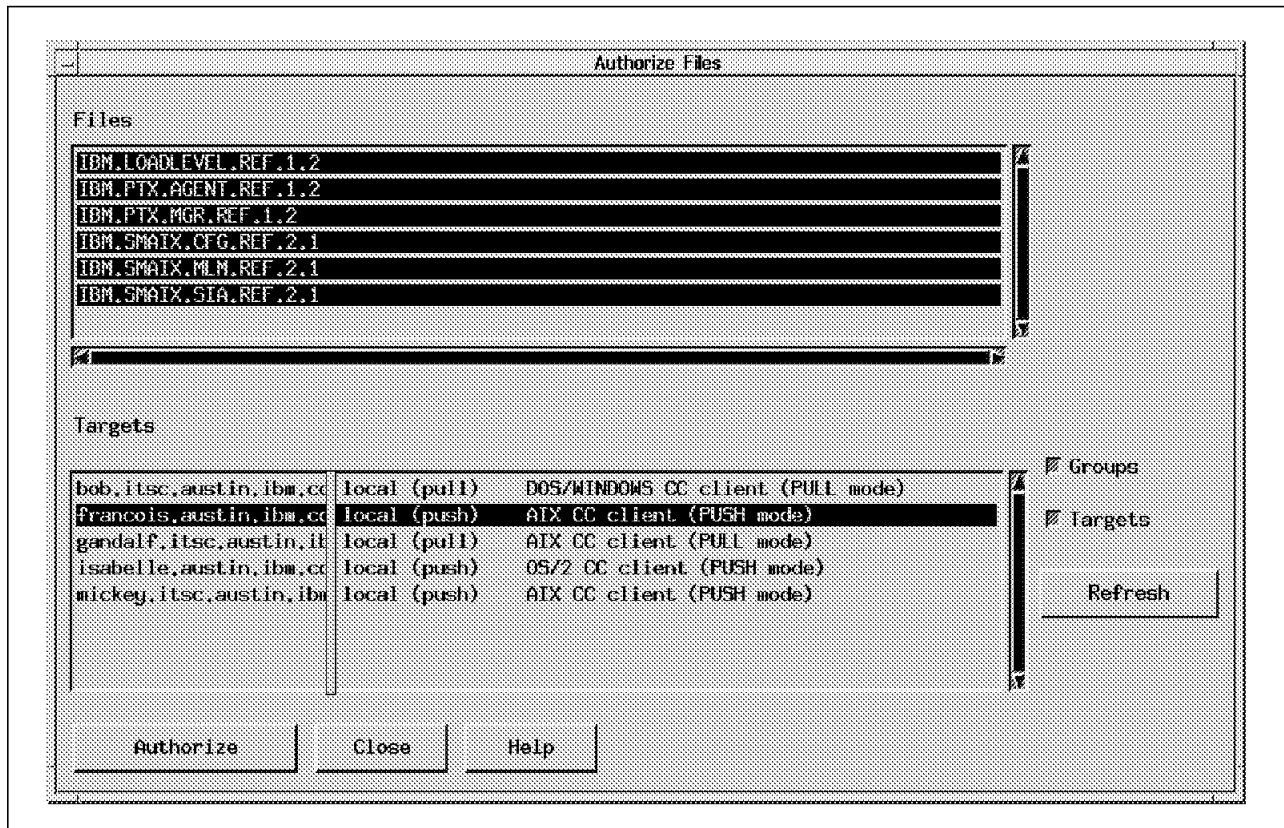 Authorize Files
Files
IBM.LOADLEVEL.REF.1.2
IBM.PTX.AGENT.REF.1.2
IBM.PTX.MGR.REF.1.2
IBM.SMAIX.CFG.REF.2.1
IBM.SMAIX.MLM.REF.2.1
IBM.SMAIX.SIA.REF.2.1
Targets
bob.itsc.austin.ibm.cc local (pull) DOS/WINDOWS CC client (PULL mode)
francois.austin.ibm.cc local (push) AIX CC client (PUSH mode)
gandalf.itsc.austin.it local (pull) AIX CC client (PULL mode)
isabelle.austin.ibm.cc local (push) OS/2 CC client (PUSH mode)
mickey.itsc.austin.ibm local (push) AIX CC client (PUSH mode)
Groups
Targets
Refresh
Authorize Close Help